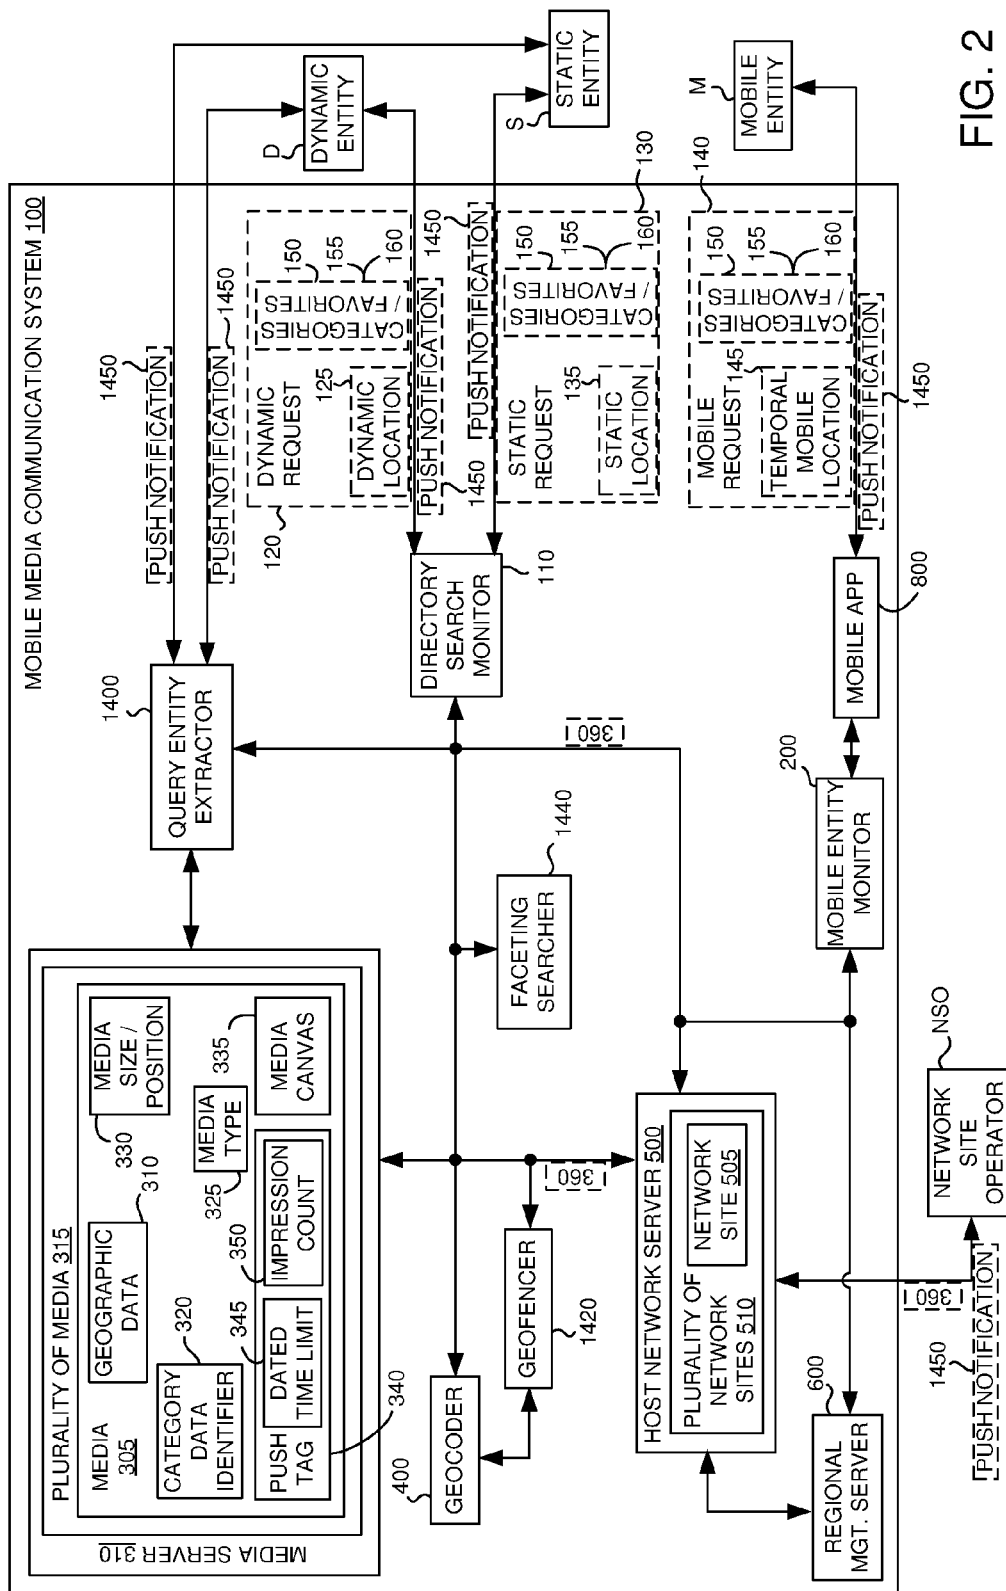 MOBILE MEDIA COMMUNICATION SYSTEM 100
MEDIA SERVER 310
PLURALITY OF MEDIA 315
MEDIA
305
GEOGRAPHIC
DATA
310
330
MEDIA
SIZE /
POSITION
CATEGORY
DATA
IDENTIFIER
320
MEDIA
TYPE
325
335
MEDIA
CANVAS
PUSH
TAG
DATED
TIME LIMIT
345
IMPRESSION
COUNT
350
340
1400
QUERY ENTITY
EXTRACTOR
PUSH NOTIFICATION
1450
PUSH NOTIFICATION
1450
D
DYNAMIC
ENTITY
S
STATIC
ENTITY
M
MOBILE
ENTITY
120
DYNAMIC
REQUEST
125
DYNAMIC
LOCATION
CATEGORIES
/ FAVORITES
150
155
160
PUSH NOTIFICATION
1450
PUSH NOTIFICATION
1450
130
STATIC
REQUEST
135
STATIC
LOCATION
CATEGORIES
/ FAVORITES
150
155
160
140
MOBILE
REQUEST
145
TEMPORAL
MOBILE
LOCATION
CATEGORIES
/ FAVORITES
150
155
160
PUSH NOTIFICATION
1450
DIRECTORY
SEARCH
MONITOR
110
FACETING
SEARCHER
1440
360
400
GEOCODER
GEOFENCER
1420
360
HOST NETWORK SERVER 500
PLURALITY OF
NETWORK
SITES 510
NETWORK
SITE 505
200
MOBILE ENTITY
MONITOR
MOBILE APP
800
600
REGIONAL
MGT. SERVER
360
PUSH NOTIFICATION
1450
NETWORK
SITE
OPERATOR
NSO
FIG. 2